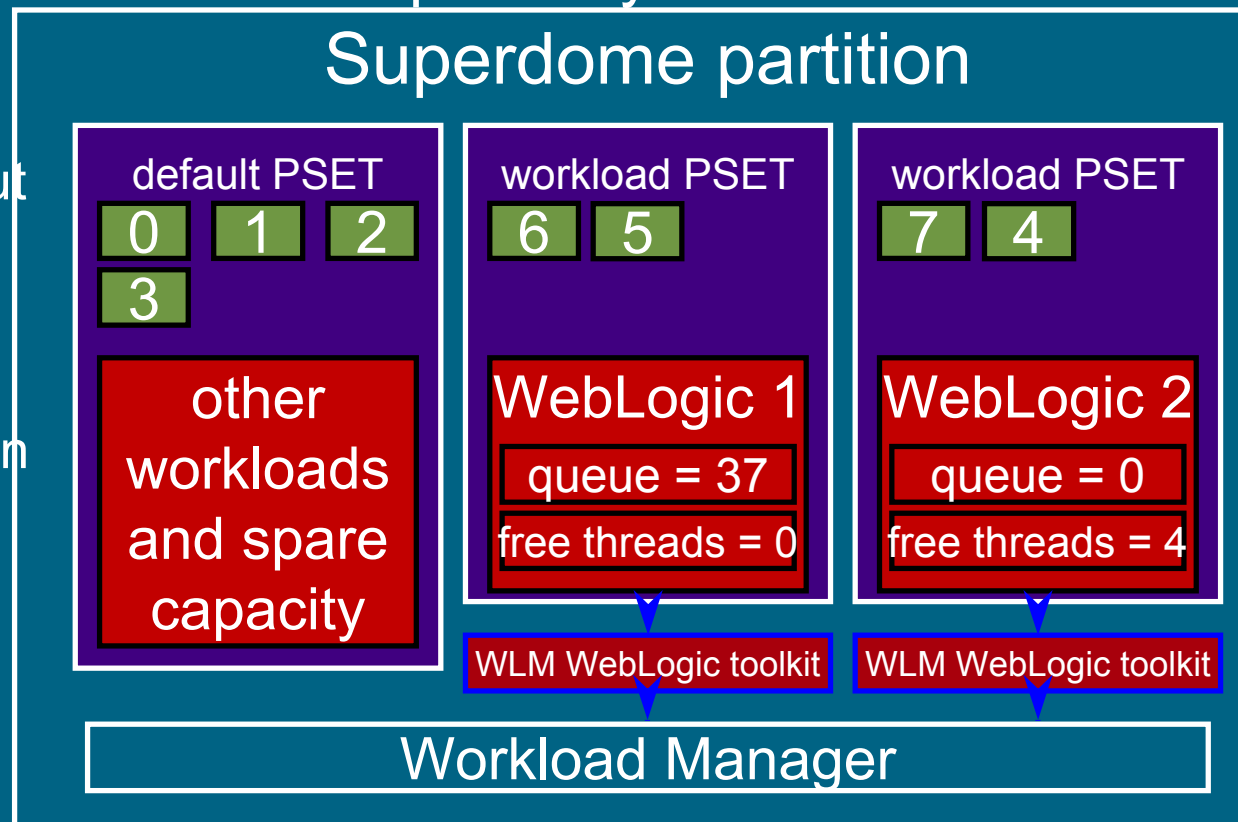 Superdome partition
default PSET
0 1 2
3
other
workloads
and spare
capacity
workload PSET
6 5
WebLogic 1
queue = 37
free threads = 0
WLM WebLogic toolkit
workload PSET
7 4
WebLogic 2
queue = 0
free threads = 4
WLM WebLogic toolkit
Workload Manager